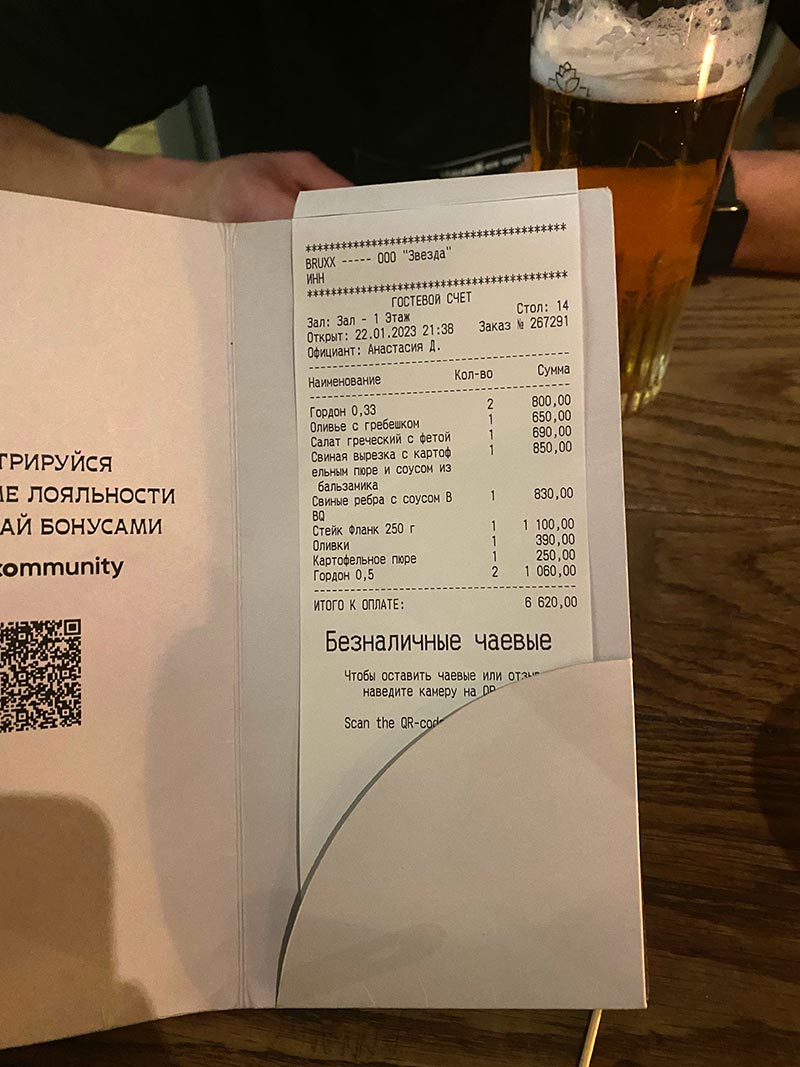 ТРИРУЙСЯ
МЕ ЛОЯЛЬНОСТИ
АЙ БОНУСАМИ
community
****************************************
BRUXX ----- ООО "Звезда"
ИНН
****************************************
ГОСТЕВОЙ СЧЕТ
Зал: Зал - 1 Этаж Стол: 14
Открыт: 22.01.2023 21:38 Заказ № 267291
Официант: Анастасия Д.
Наименование Кол-во Сумма
Гордон 0,33 2 800,00
Оливье с гребешком 1 650,00
Салат греческий с фетой 1 690,00
Свиная вырезка с картоф 1 850,00
ельным пюре и соусом из
бальзамика
Свиные ребра с соусом B 1 830,00
BQ
Стейк Фланк 250 г 1 1 100,00
Оливки 1 390,00
Картофельное пюре 1 250,00
Гордон 0,5 2 1 060,00
ИТОГО К ОПЛАТЕ: 6 620,00
Безналичные чаевые
Чтобы оставить чаевые или отзы
наведите камеру на QR
Scan the QR-code